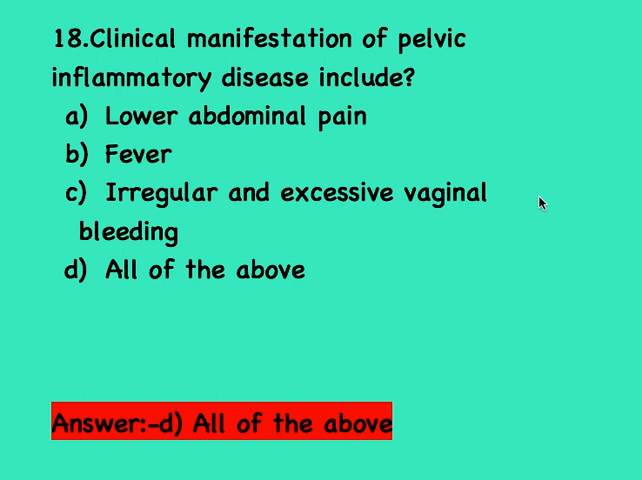 18.Clinical manifestation of pelvic
inflammatory disease include?
a) Lower abdominal pain
b) Fever
c) Irregular and excessive vaginal
bleeding
d) All of the above
Answer:-d) All of the above